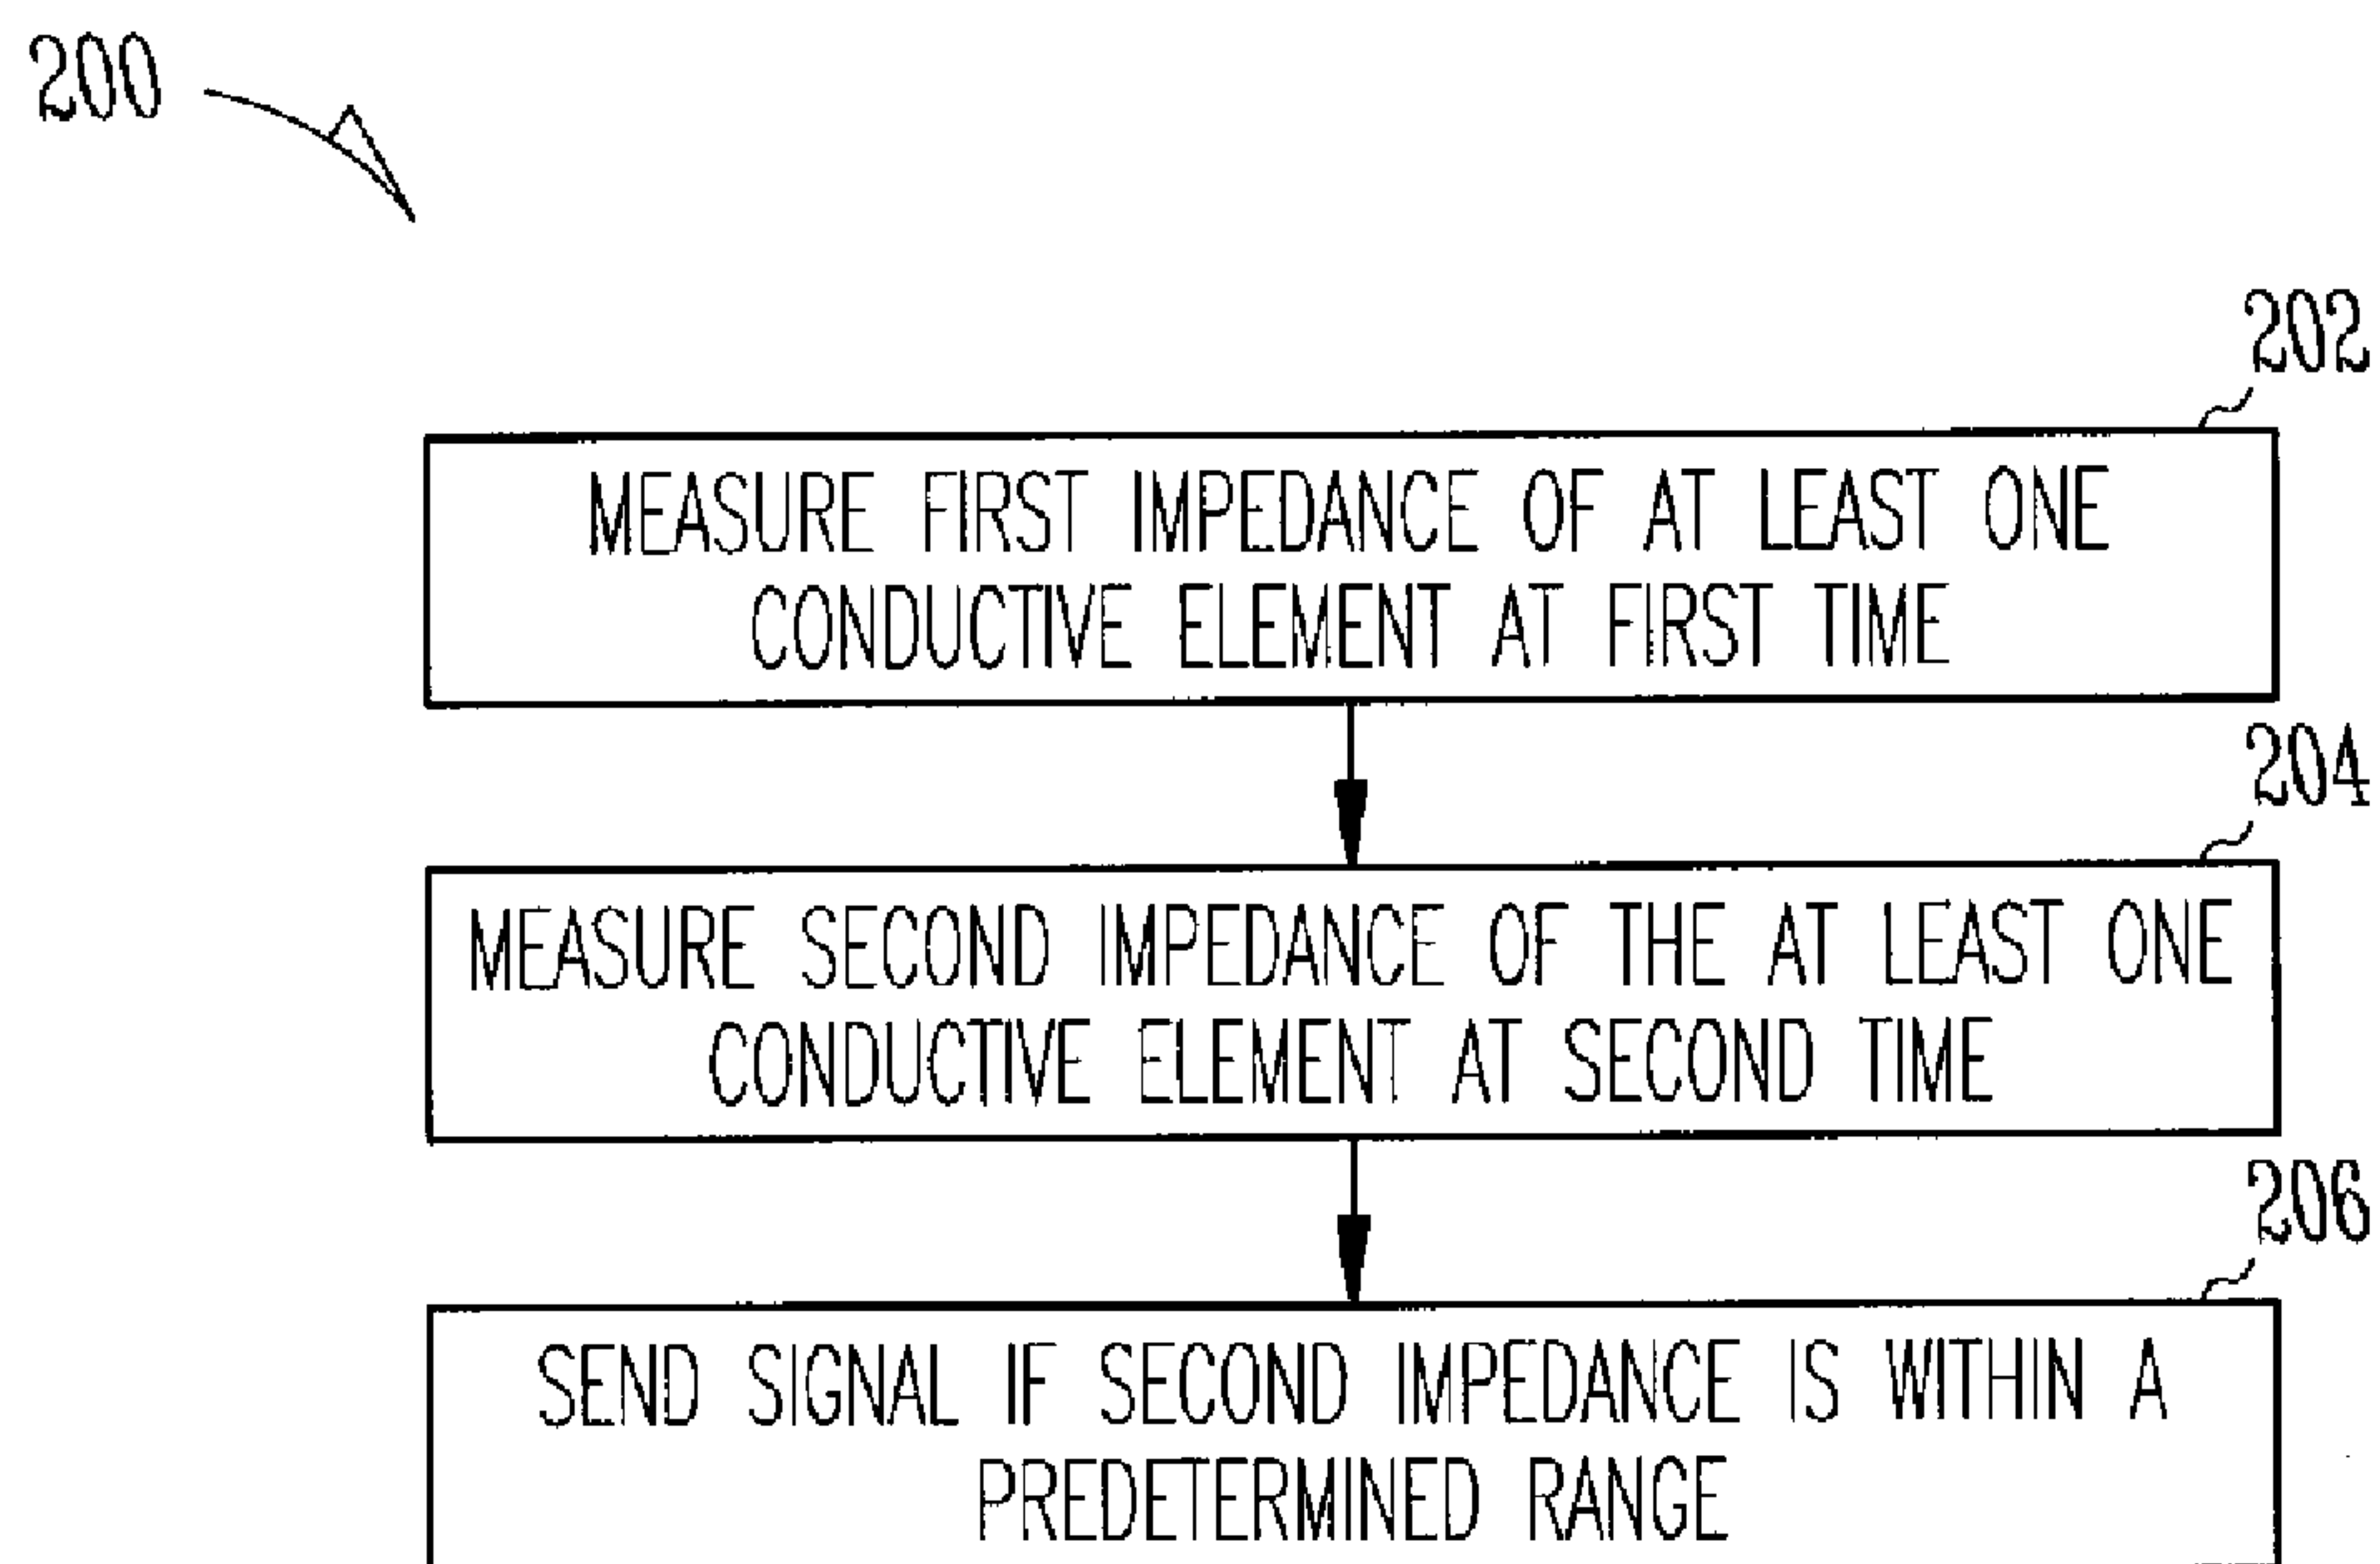 200
202
MEASURE FIRST IMPEDANCE OF AT LEAST ONE
CONDUCTIVE ELEMENT AT FIRST TIME
204
MEASURE SECOND IMPEDANCE OF THE AT LEAST ONE
CONDUCTIVE ELEMENT AT SECOND TIME
206
SEND SIGNAL IF SECOND IMPEDANCE IS WITHIN A
PREDETERMINED RANGE